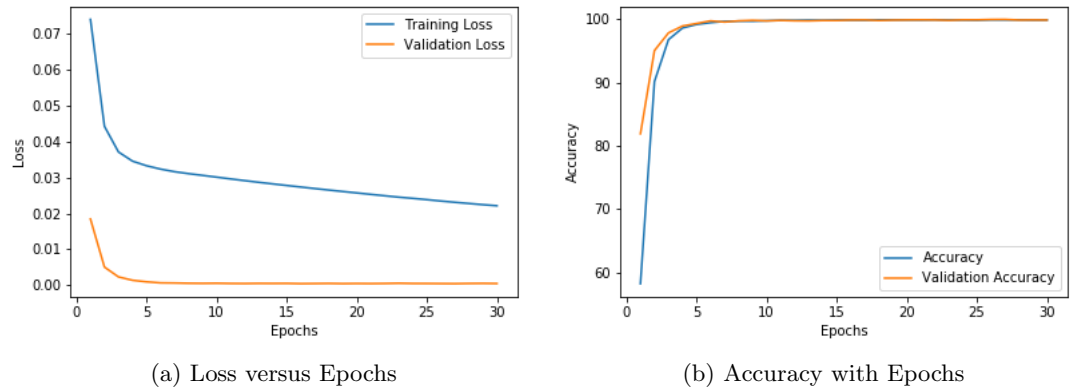 Training Loss
Validation Loss
0.07
0.06
0.05
0.04
0.03
0.02
0.01
0.00
Loss
0
5
10
15
20
25
30
Epochs
(a) Loss versus Epochs
100
90
80
70
60
Accuracy
Accuracy
Validation Accuracy
0
5
10
15
20
25
30
Epochs
(b) Accuracy with Epochs